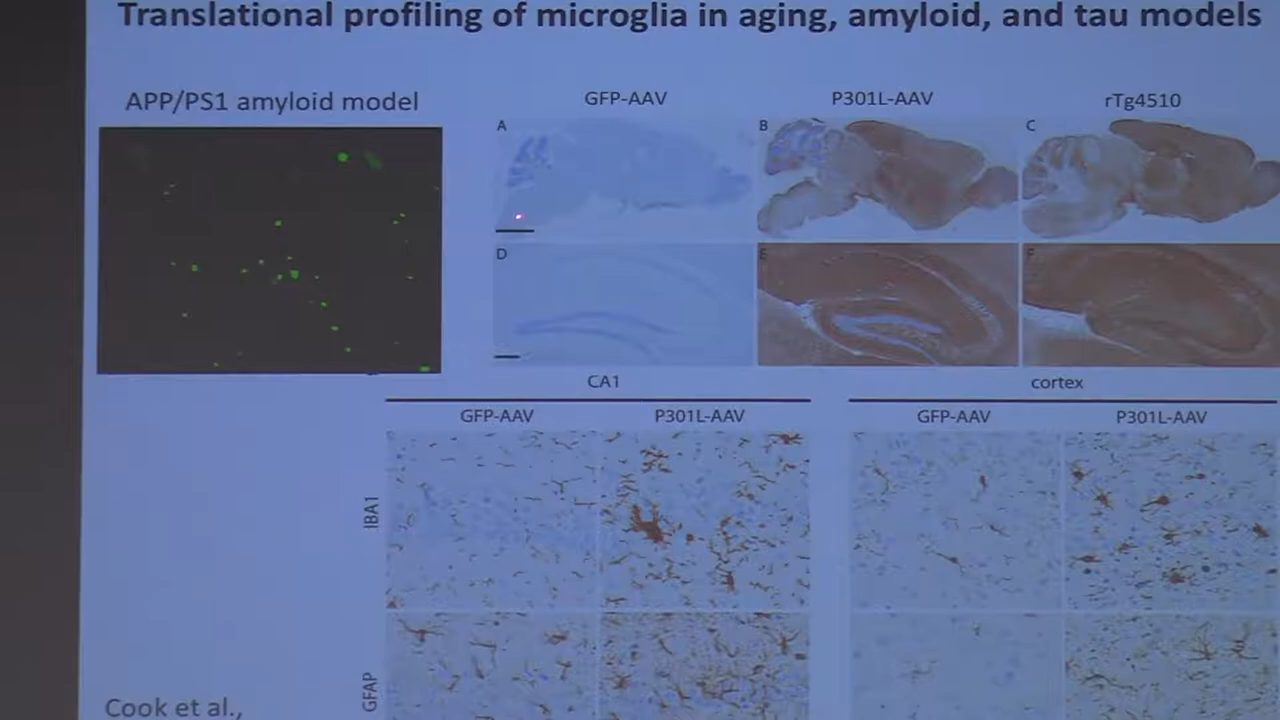 Translational profiling of microglia in aging, amyloid, and tau models
APP/PS1 amyloid model
GFP-AAV P301L-AAV rTg4510
A B C
D E F
CA1 cortex
GFP-AAV P301L-AAV GFP-AAV P301L-AAV
IBA1
GFAP
Cook et al.,